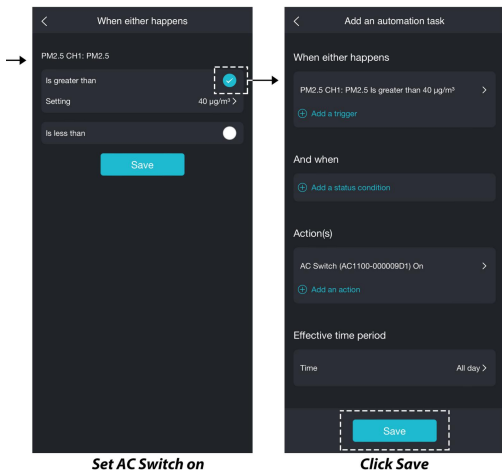 When either happens
PM2.5 CH1: PM2.5
Is greater than
Setting 40 μg/m³ >
Is less than
Save
Set AC Switch on
Add an automation task
When either happens
PM2.5 CH1: PM2.5 Is greater than 40 μg/m³ >
Add a trigger
And when
Add a status condition
Action(s)
AC Switch (AC1100-000009D1) On >
Add an action
Effective time period
Time All day >
Save
Click Save